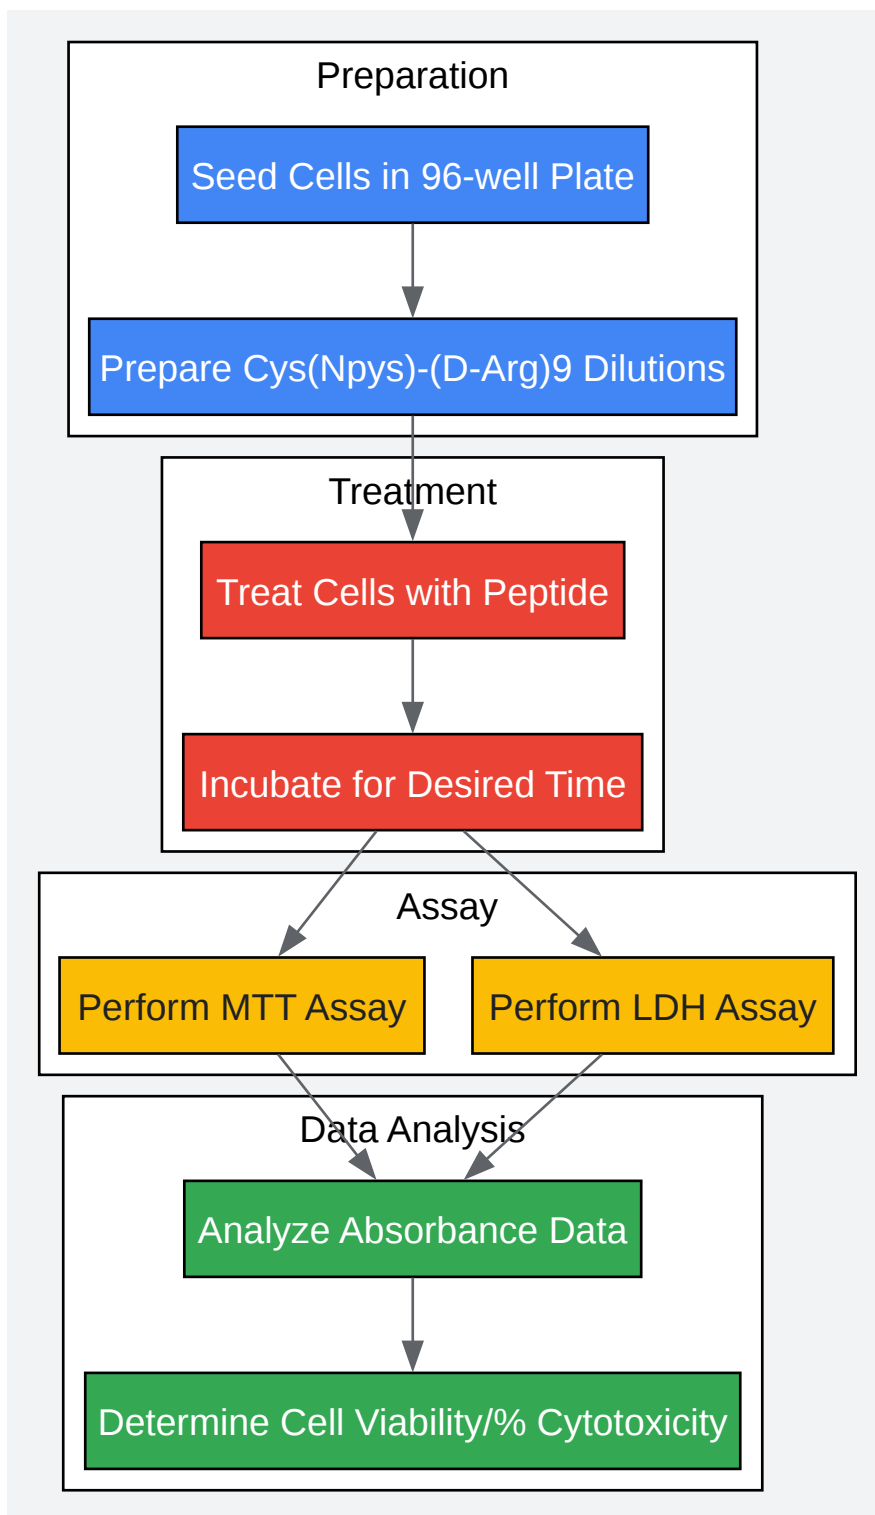 Preparation
Seed Cells in 96-well Plate
Prepare Cys(Npys)-(D-Arg)9 Dilutions
Treatment
Treat Cells with Peptide
Incubate for Desired Time
Assay
Perform MTT Assay
Perform LDH Assay
Data Analysis
Analyze Absorbance Data
Determine Cell Viability/% Cytotoxicity